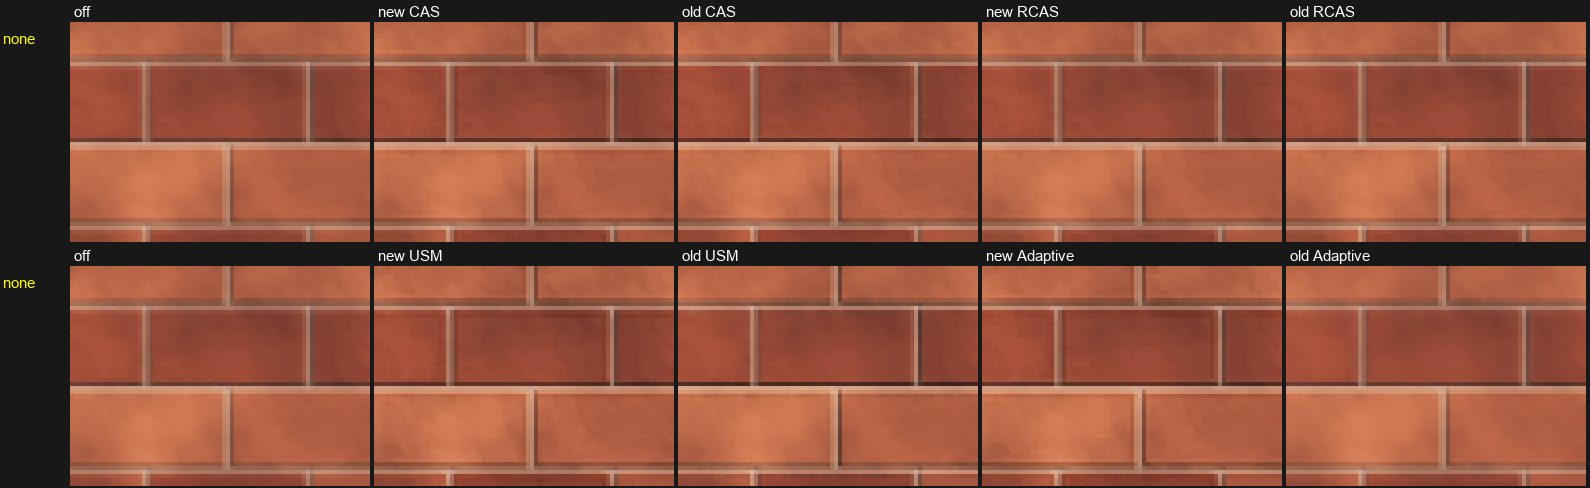 off new CAS old CAS new RCAS old RCAS
none
off new USM old USM new Adaptive old Adaptive
none